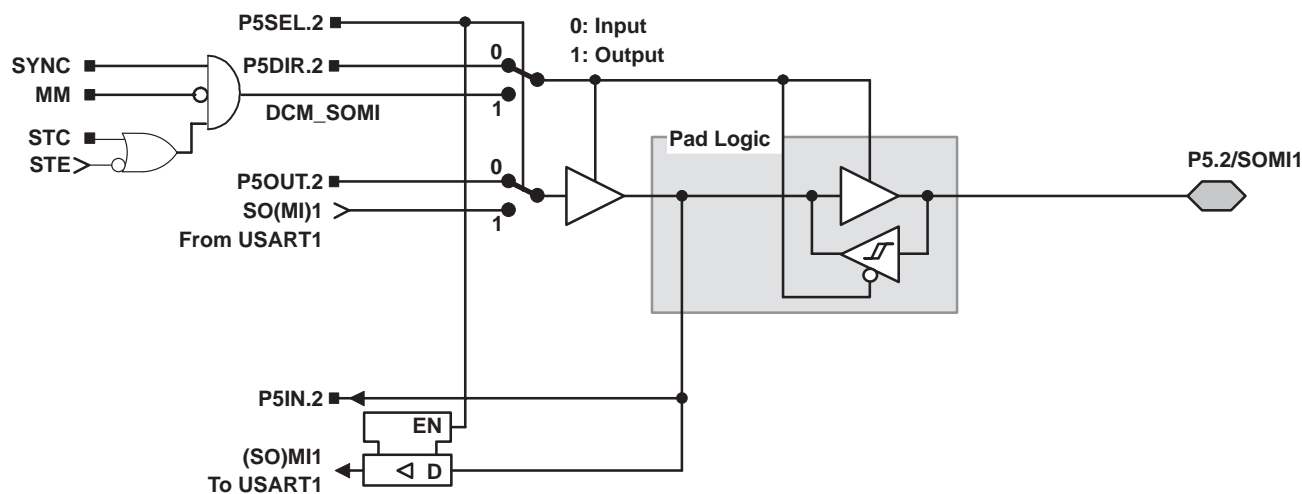 P5SEL.2
0: Input
1: Output
SYNC
P5DIR.2
0
MM
DCM_SOMI
1
STC
STE
Pad Logic
P5.2/SOMI1
P5OUT.2
0
SO(MI)1
1
From USART1
P5IN.2
EN
(SO)MI1
D
To USART1